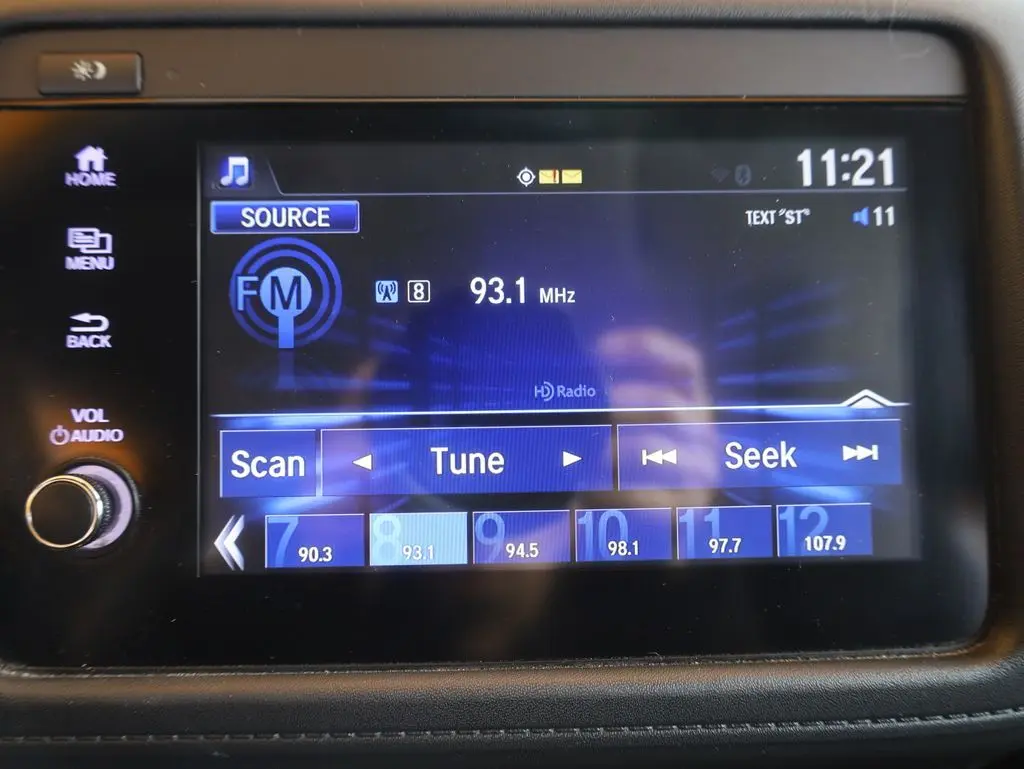 HOME
MENU
BACK
VOL
AUDIO
11:21
SOURCE
TEXT "ST"
11
FM
8
93.1 MHz
HD Radio
Scan
Tune
Seek
7 90.3
8 93.1
9 94.5
10 98.1
11 97.7
12 107.9